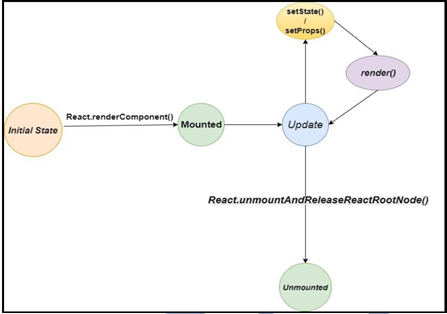 setState()
/
setProps()
render()
React.renderComponent()
Initial State
Mounted
Update
React.unmountAndReleaseReactRootNode()
Unmounted